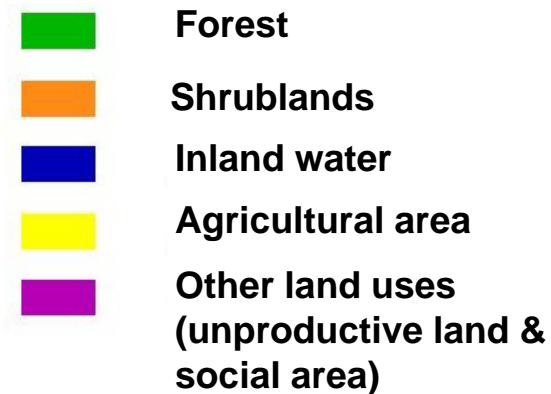 Forest
Shrublands
Inland water
Agricultural area
Other land uses
(unproductive land &
social area)